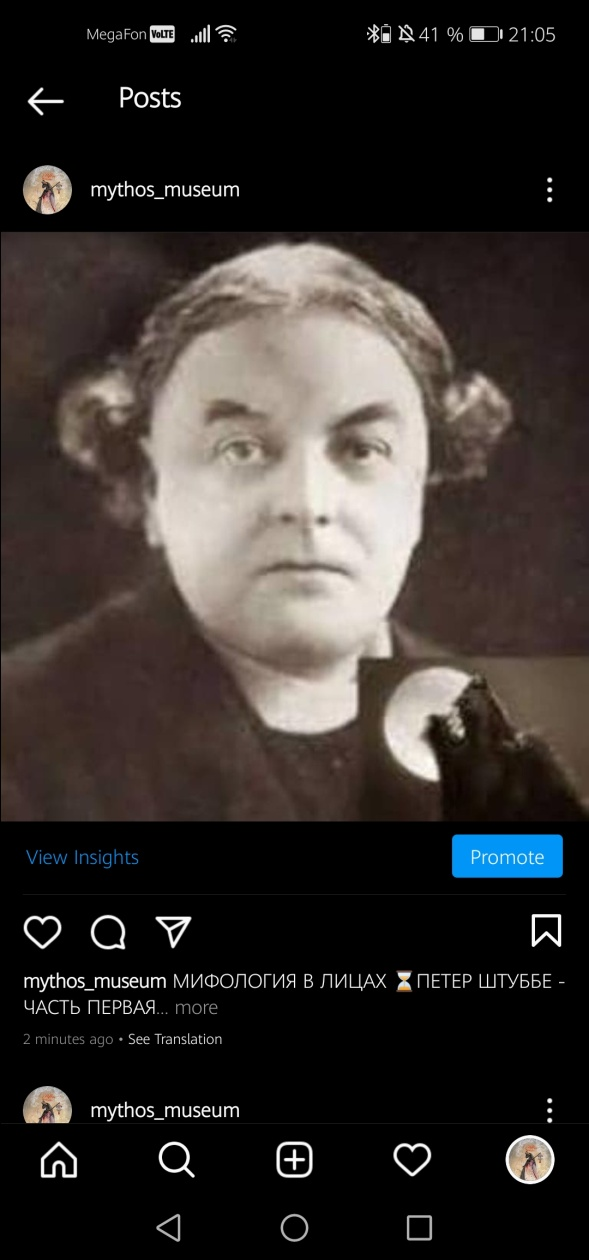 MegaFon VoLTE 41 % 21:05
Posts
mythos_museum
View Insights
Promote
mythos_museum МИФОЛОГИЯ В ЛИЦАХ ⏳ПЕТЕР ШТУББЕ -
ЧАСТЬ ПЕРВАЯ... more
2 minutes ago • See Translation
mythos_museum